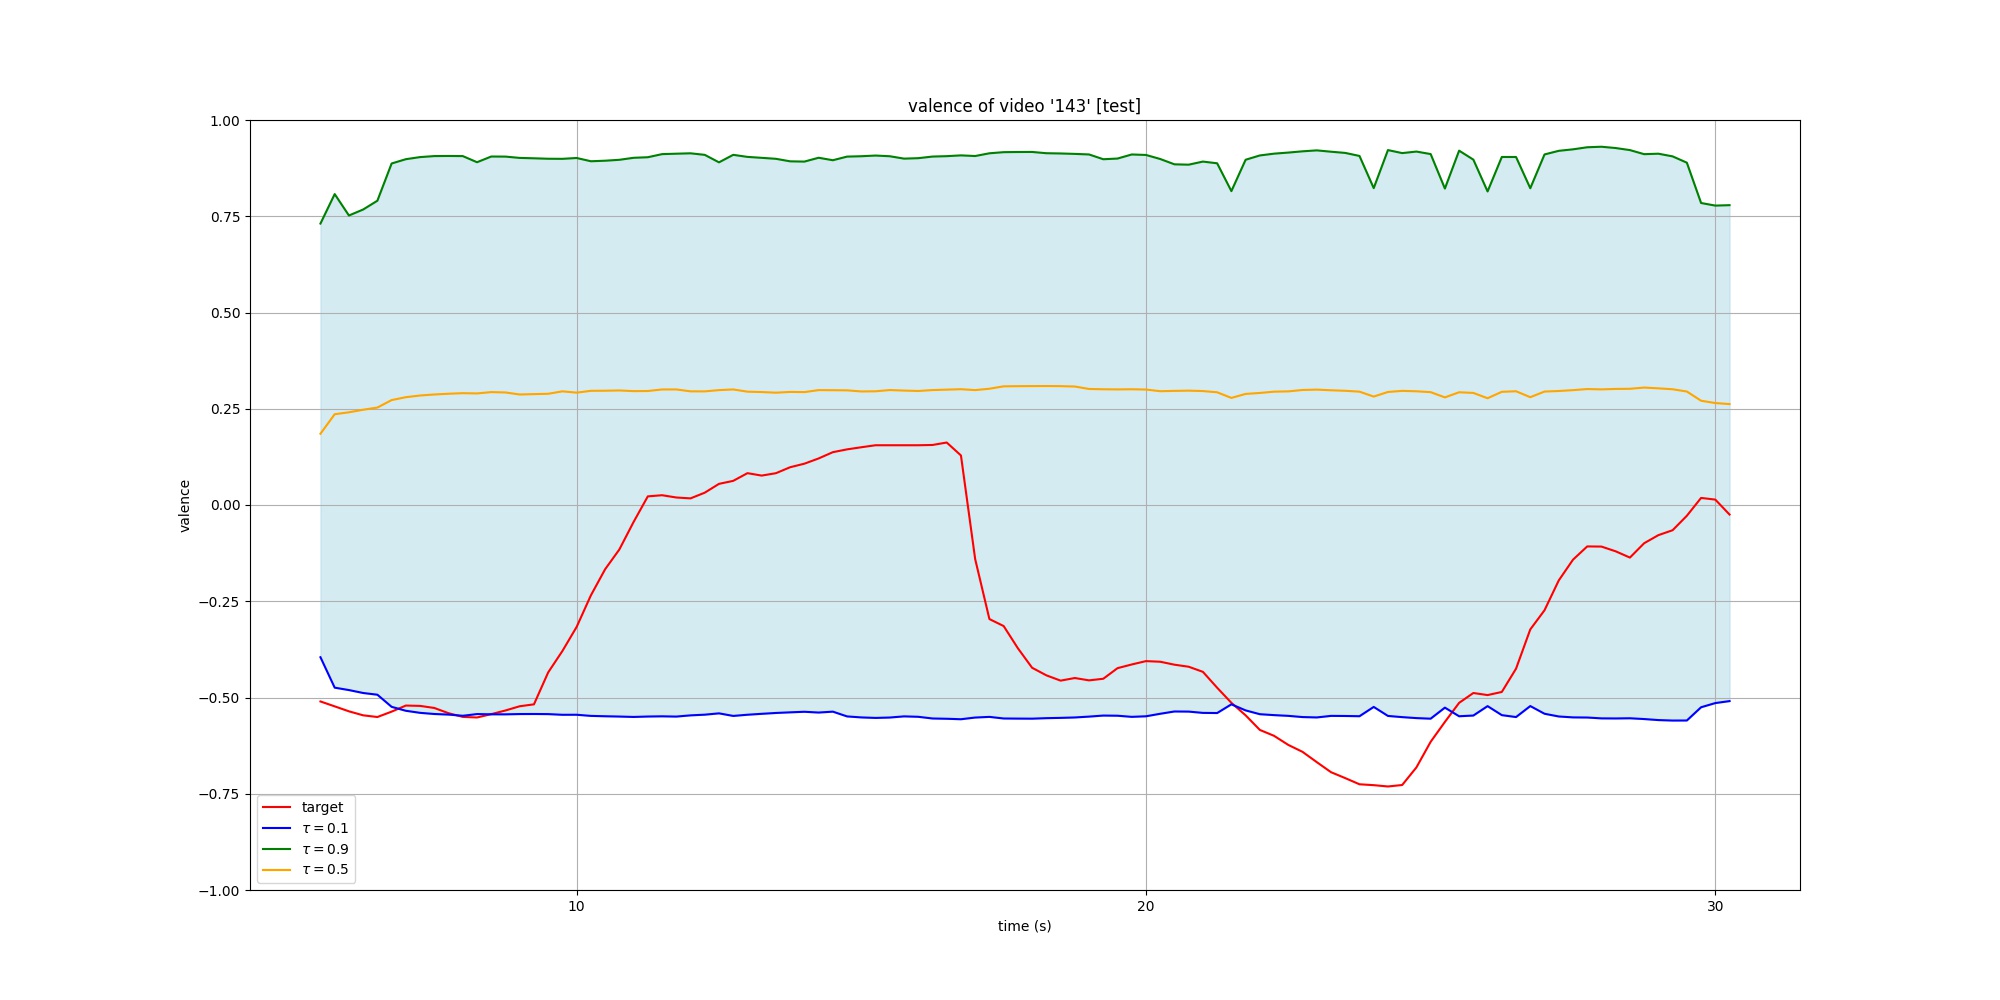 valence of video '143' [test]
1.00
0.75
0.50
0.25
0.00
−0.25
−0.50
−0.75
−1.00
valence
10
20
30
time (s)
target
τ = 0.1
τ = 0.9
τ = 0.5